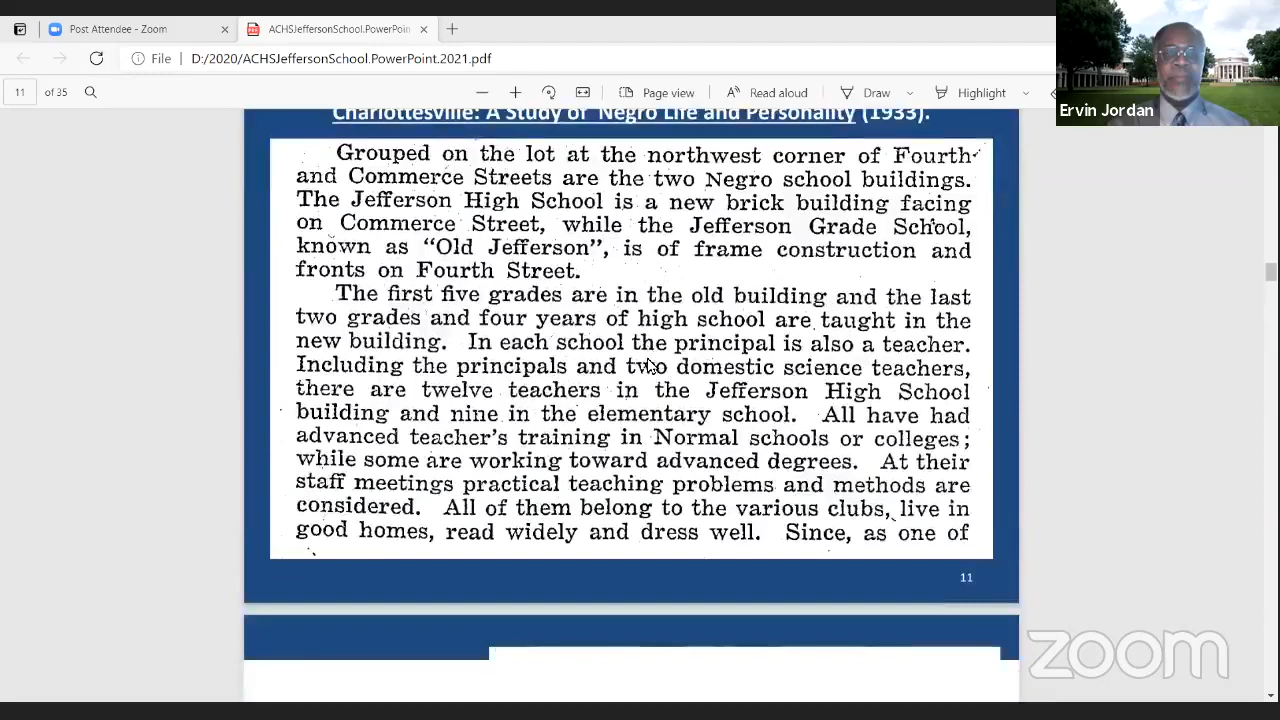 Post Attendee - Zoom
ACHSJeffersonSchool.PowerPoin
File D:/2020/ACHSJeffersonSchool.PowerPoint.2021.pdf
11 of 35
Page view
Read aloud
Draw
Highlight
Ervin Jordan
Charlottesville: A Study of Negro Life and Personality (1933).
Grouped on the lot at the northwest corner of Fourth
and Commerce Streets are the two Negro school buildings.
The Jefferson High School is a new brick building facing
on Commerce Street, while the Jefferson Grade School,
known as “Old Jefferson”, is of frame construction and
fronts on Fourth Street.
The first five grades are in the old building and the last
two grades and four years of high school are taught in the
new building. In each school the principal is also a teacher.
Including the principals and two domestic science teachers,
there are twelve teachers in the Jefferson High School
building and nine in the elementary school. All have had
advanced teacher’s training in Normal schools or colleges;
while some are working toward advanced degrees. At their
staff meetings practical teaching problems and methods are
considered. All of them belong to the various clubs, live in
good homes, read widely and dress well. Since, as one of
11
zoom